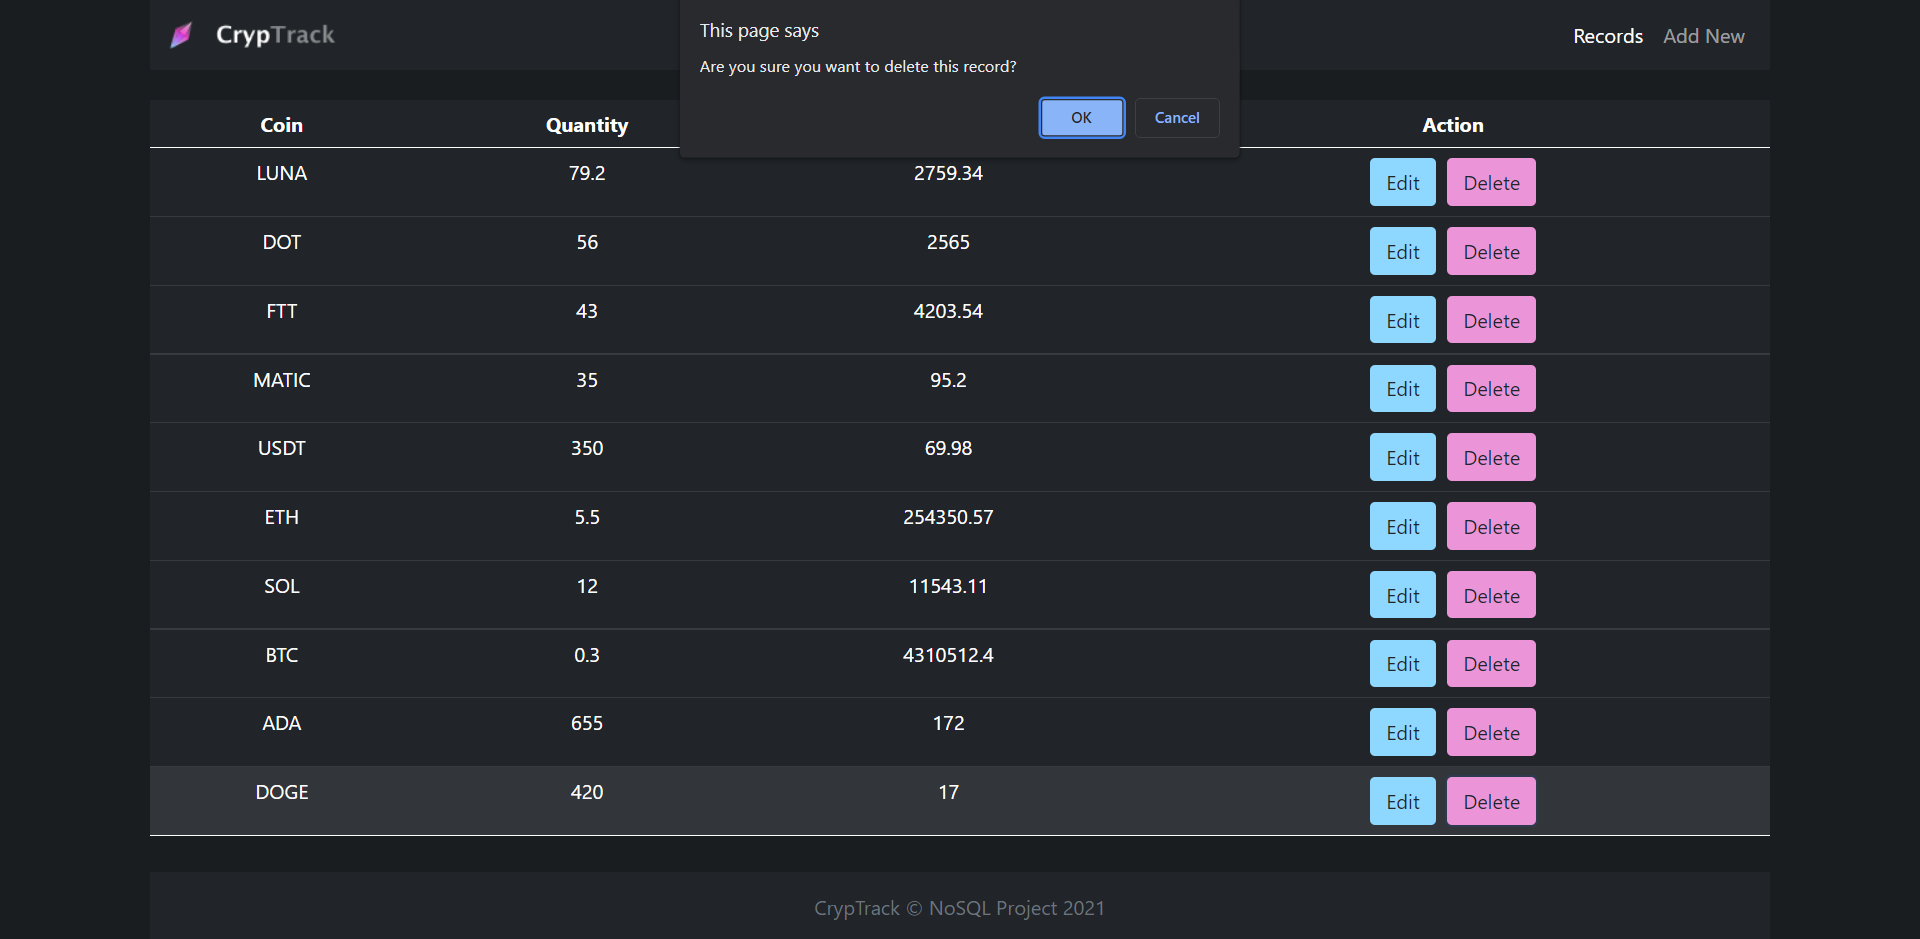 CrypTrack
Records Add New
This page says
Are you sure you want to delete this record?
OK Cancel
Coin Quantity Action
LUNA 79.2 2759.34 Edit Delete
DOT 56 2565 Edit Delete
FTT 43 4203.54 Edit Delete
MATIC 35 95.2 Edit Delete
USDT 350 69.98 Edit Delete
ETH 5.5 254350.57 Edit Delete
SOL 12 11543.11 Edit Delete
BTC 0.3 4310512.4 Edit Delete
ADA 655 172 Edit Delete
DOGE 420 17 Edit Delete
CrypTrack © NoSQL Project 2021